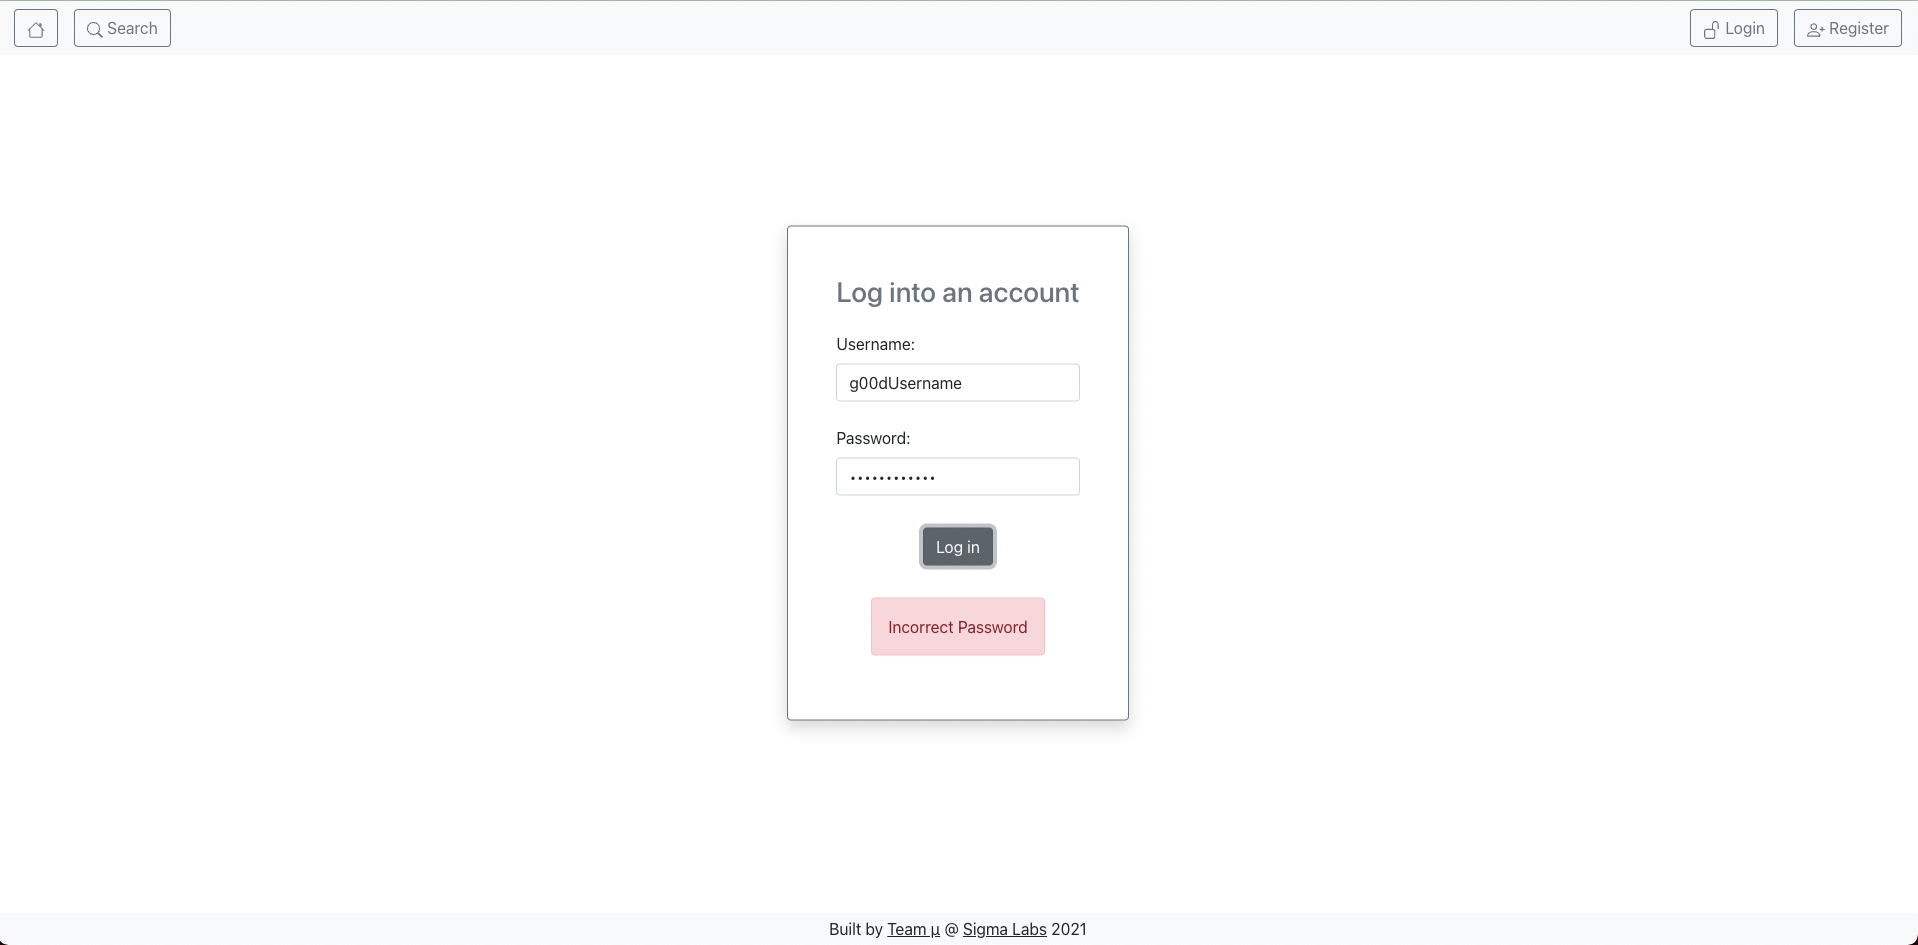 Search
Login
Register
Log into an account
Username:
g00dUsername
Password:
••••••••••••
Log in
Incorrect Password
Built by Team μ @ Sigma Labs 2021